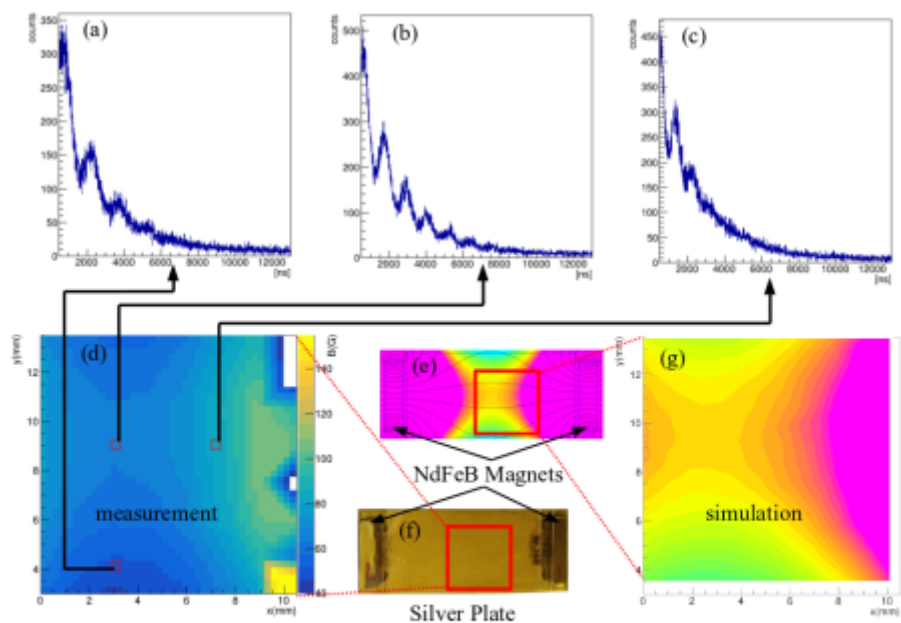 (a)
counts
350
300
250
200
150
100
50
0
2000 4000 6000 8000 10000 12000
[ns]
(b)
counts
500
400
300
200
100
0
2000 4000 6000 8000 10000 12000
[ns]
(c)
counts
450
400
350
300
250
200
150
100
50
0
2000 4000 6000 8000 10000 12000
[ns]
(d)
y(mm)
12
10
8
6
4
measurement
0 2 4 6 8 10
x(mm)
B(G)
140
120
100
80
60
40
(e)
NdFeB Magnets
(f)
Silver Plate
(g)
y(mm)
12
10
8
6
4
simulation
0 2 4 6 8 10
x(mm)